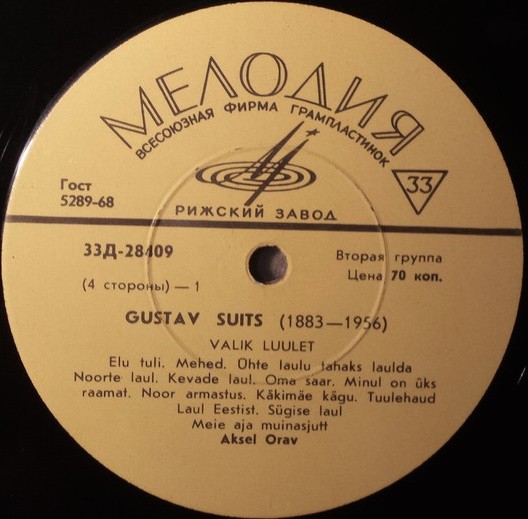 МЕЛОДИЯ
ВСЕСОЮЗНАЯ ФИРМА ГРАМПЛАСТИНОК
Гост
5289-68
33
РИЖСКИЙ ЗАВОД
33Д-28409
Вторая группа
Цена 70 коп.
(4 стороны) — 1
GUSTAV SUITS (1883—1956)
VALIK LUULET
Elu tuli. Mehed. Ühte laulu tahaks laulda
Noorte laul. Kevade laul. Oma saar. Minul on üks
raamat. Noor armastus. Käkimäe kägu. Tuulehaud
Laul Eestist. Sügise laul
Meie aja muinasjutt
Aksel Orav